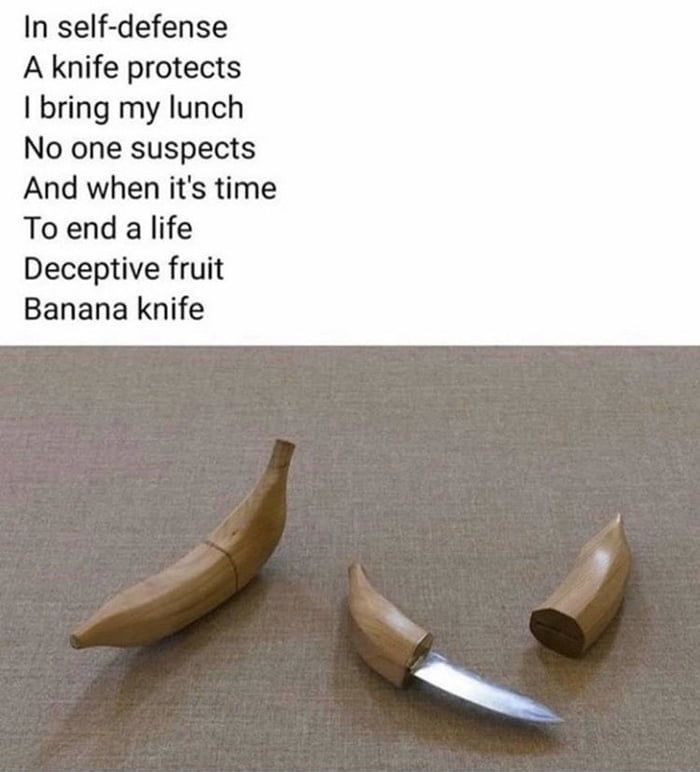 In self-defense
A knife protects
I bring my lunch
No one suspects
And when it's time
To end a life
Deceptive fruit
Banana knife